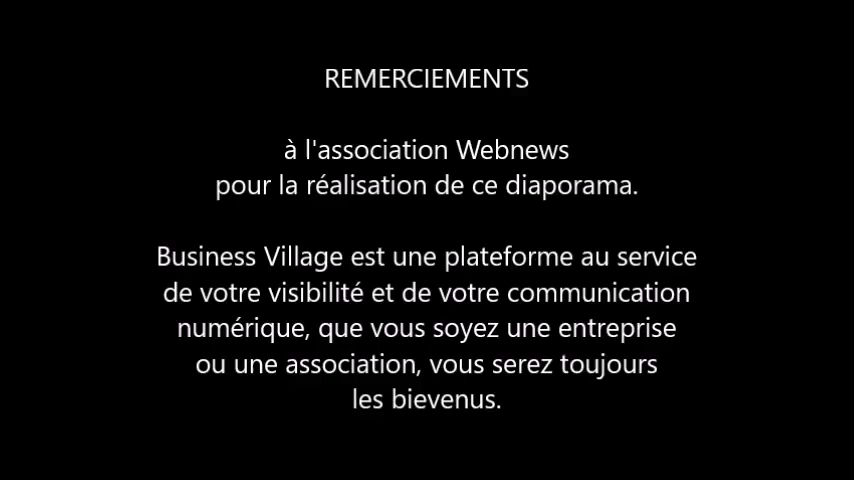 REMERCIEMENTS
à l'association Webnews
pour la réalisation de ce diaporama.
Business Village est une plateforme au service
de votre visibilité et de votre communication
numérique, que vous soyez une entreprise
ou une association, vous serez toujours
les bievenus.